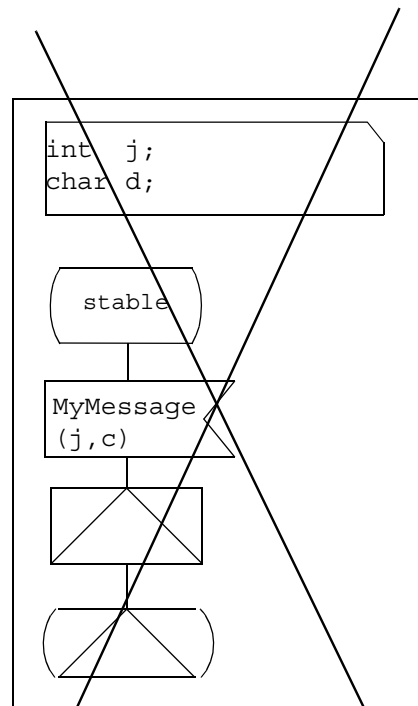 int  j;
char d;
stable
MyMessage
(j,c)